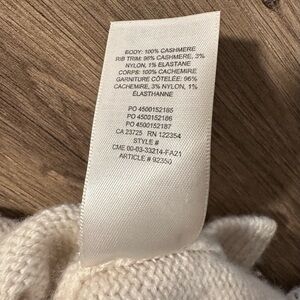 BODY: 100% CASHMERE
RIB TRIM: 96% CASHMERE, 3%
NYLON, 1% ELASTANE
CORPS: 100% CACHEMIRE
GARNITURE CÔTELÉE: 96%
CACHEMIRE, 3% NYLON, 1%
ÉLASTHANNE
PO 4500152185
PO 4500152186
PO 4500152187
CA 23725 RN 122354
STYLE #
CME 00-03-33214-FA21
ARTICLE # 92350